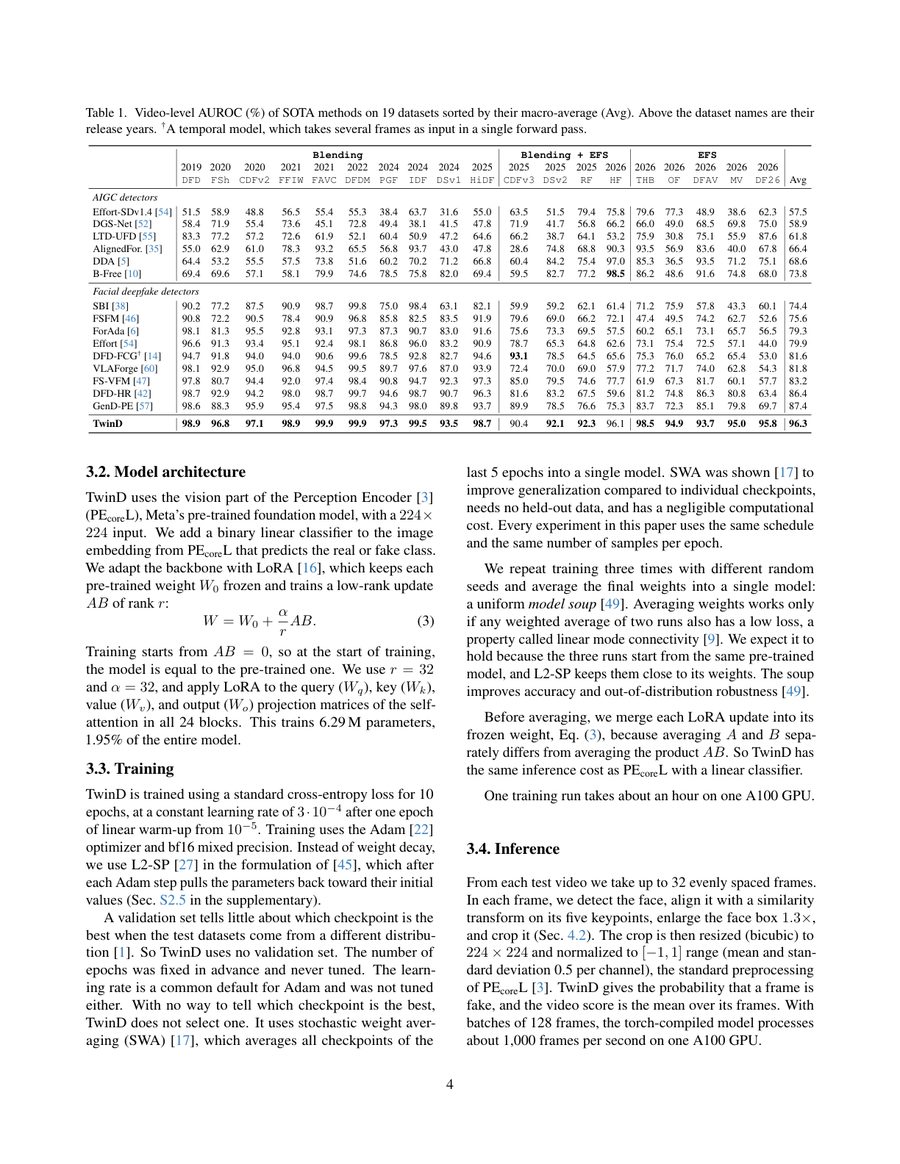 Table 1. Video-level AUROC (%) of SOTA methods on 19 datasets sorted by their macro-average (Avg). Above the dataset names are their
release years. †A temporal model, which takes several frames as input in a single forward pass.
Blending Blending + EFS EFS
2019 2020 2020 2021 2021 2022 2024 2024 2024 2025 2025 2025 2025 2026 2026 2026 2026 2026 2026
DFD FSh CDFv2 FFIW FAVC DFDM PGF IDF DSv1 HiDF CDFv3 DSv2 RF HF THB OF DFAV MV DF26 Avg
AIGC detectors
Effort-SDv1.4 [54] 51.5 58.9 48.8 56.5 55.4 55.3 38.4 63.7 31.6 55.0 63.5 51.5 79.4 75.8 79.6 77.3 48.9 38.6 62.3 57.5
DGS-Net [52] 58.4 71.9 55.4 73.6 45.1 72.8 49.4 38.1 41.5 47.8 71.9 41.7 56.8 66.2 66.0 49.0 68.5 69.8 75.0 58.9
LTD-UFD [55] 83.3 77.2 57.2 72.6 61.9 52.1 60.4 50.9 47.2 64.6 66.2 38.7 64.1 53.2 75.9 30.8 75.1 55.9 87.6 61.8
AlignedFor. [35] 55.0 62.9 61.0 78.3 93.2 65.5 56.8 93.7 43.0 47.8 28.6 74.8 68.8 90.3 93.5 56.9 83.6 40.0 67.8 66.4
DDA [5] 64.4 53.2 55.5 57.5 73.8 51.6 60.2 70.2 71.2 66.8 60.4 84.2 75.4 97.0 85.3 36.5 93.5 71.2 75.1 68.6
B-Free [10] 69.4 69.6 57.1 58.1 79.9 74.6 78.5 75.8 82.0 69.4 59.5 82.7 77.2 98.5 86.2 48.6 91.6 74.8 68.0 73.8
Facial deepfake detectors
SBI [38] 90.2 77.2 87.5 90.9 98.7 99.8 75.0 98.4 63.1 82.1 59.9 59.2 62.1 61.4 71.2 75.9 57.8 43.3 60.1 74.4
FSFM [46] 90.8 72.2 90.5 78.4 90.9 96.8 85.8 82.5 83.5 91.9 79.6 69.0 66.2 72.1 47.4 49.5 74.2 62.7 52.6 75.6
ForAda [6] 98.1 81.3 95.5 92.8 93.1 97.3 87.3 90.7 83.0 91.6 75.6 73.3 69.5 57.5 60.2 65.1 73.1 65.7 56.5 79.3
Effort [54] 96.6 91.3 93.4 95.1 92.4 98.1 86.8 96.0 83.2 90.9 78.7 65.3 64.8 62.6 73.1 75.4 72.5 57.1 44.0 79.9
DFD-FCG† [14] 94.7 91.8 94.0 94.0 90.6 99.6 78.5 92.8 82.7 94.6 93.1 78.5 64.5 65.6 75.3 76.0 65.2 65.4 53.0 81.6
VLAForge [60] 98.1 92.9 95.0 96.8 94.5 99.5 89.7 97.6 87.0 93.9 72.4 70.0 69.0 57.9 77.2 71.7 74.0 62.8 54.3 81.8
FS-VFM [47] 97.8 80.7 94.4 92.0 97.4 98.4 90.8 94.7 92.3 97.3 85.0 79.5 74.6 77.7 61.9 67.3 81.7 60.1 57.7 83.2
DFD-HR [42] 98.7 92.9 94.2 98.0 98.7 99.7 94.6 98.7 90.7 96.3 81.6 83.2 67.5 59.6 81.2 74.8 86.3 80.8 63.4 86.4
GenD-PE [57] 98.6 88.3 95.9 95.4 97.5 98.8 94.3 98.0 89.8 93.7 89.9 78.5 76.6 75.3 83.7 72.3 85.1 79.8 69.7 87.4
TwinD 98.9 96.8 97.1 98.9 99.9 99.9 97.3 99.5 93.5 98.7 90.4 92.1 92.3 96.1 98.5 94.9 93.7 95.0 95.8 96.3
3.2. Model architecture
TwinD uses the vision part of the Perception Encoder [3]
(PEcoreL), Meta's pre-trained foundation model, with a 224×
224 input. We add a binary linear classifier to the image
embedding from PEcoreL that predicts the real or fake class.
We adapt the backbone with LoRA [16], which keeps each
pre-trained weight W0 frozen and trains a low-rank update
AB of rank r:
W = W0 + α/r AB. (3)
Training starts from AB = 0, so at the start of training,
the model is equal to the pre-trained one. We use r = 32
and α = 32, and apply LoRA to the query (Wq), key (Wk),
value (Wv), and output (Wo) projection matrices of the self-
attention in all 24 blocks. This trains 6.29 M parameters,
1.95% of the entire model.
3.3. Training
TwinD is trained using a standard cross-entropy loss for 10
epochs, at a constant learning rate of 3·10−4 after one epoch
of linear warm-up from 10−5. Training uses the Adam [22]
optimizer and bf16 mixed precision. Instead of weight decay,
we use L2-SP [27] in the formulation of [45], which after
each Adam step pulls the parameters back toward their initial
values (Sec. S2.5 in the supplementary).
A validation set tells little about which checkpoint is the
best when the test datasets come from a different distribu-
tion [1]. So TwinD uses no validation set. The number of
epochs was fixed in advance and never tuned. The learn-
ing rate is a common default for Adam and was not tuned
either. With no way to tell which checkpoint is the best,
TwinD does not select one. It uses stochastic weight aver-
aging (SWA) [17], which averages all checkpoints of the
last 5 epochs into a single model. SWA was shown [17] to
improve generalization compared to individual checkpoints,
needs no held-out data, and has a negligible computational
cost. Every experiment in this paper uses the same schedule
and the same number of samples per epoch.
We repeat training three times with different random
seeds and average the final weights into a single model:
a uniform model soup [49]. Averaging weights works only
if any weighted average of two runs also has a low loss, a
property called linear mode connectivity [9]. We expect it to
hold because the three runs start from the same pre-trained
model, and L2-SP keeps them close to its weights. The soup
improves accuracy and out-of-distribution robustness [49].
Before averaging, we merge each LoRA update into its
frozen weight, Eq. (3), because averaging A and B sepa-
rately differs from averaging the product AB. So TwinD has
the same inference cost as PEcoreL with a linear classifier.
One training run takes about an hour on one A100 GPU.
3.4. Inference
From each test video we take up to 32 evenly spaced frames.
In each frame, we detect the face, align it with a similarity
transform on its five keypoints, enlarge the face box 1.3×,
and crop it (Sec. 4.2). The crop is then resized (bicubic) to
224 × 224 and normalized to [−1, 1] range (mean and stan-
dard deviation 0.5 per channel), the standard preprocessing
of PEcoreL [3]. TwinD gives the probability that a frame is
fake, and the video score is the mean over its frames. With
batches of 128 frames, the torch-compiled model processes
about 1,000 frames per second on one A100 GPU.
4